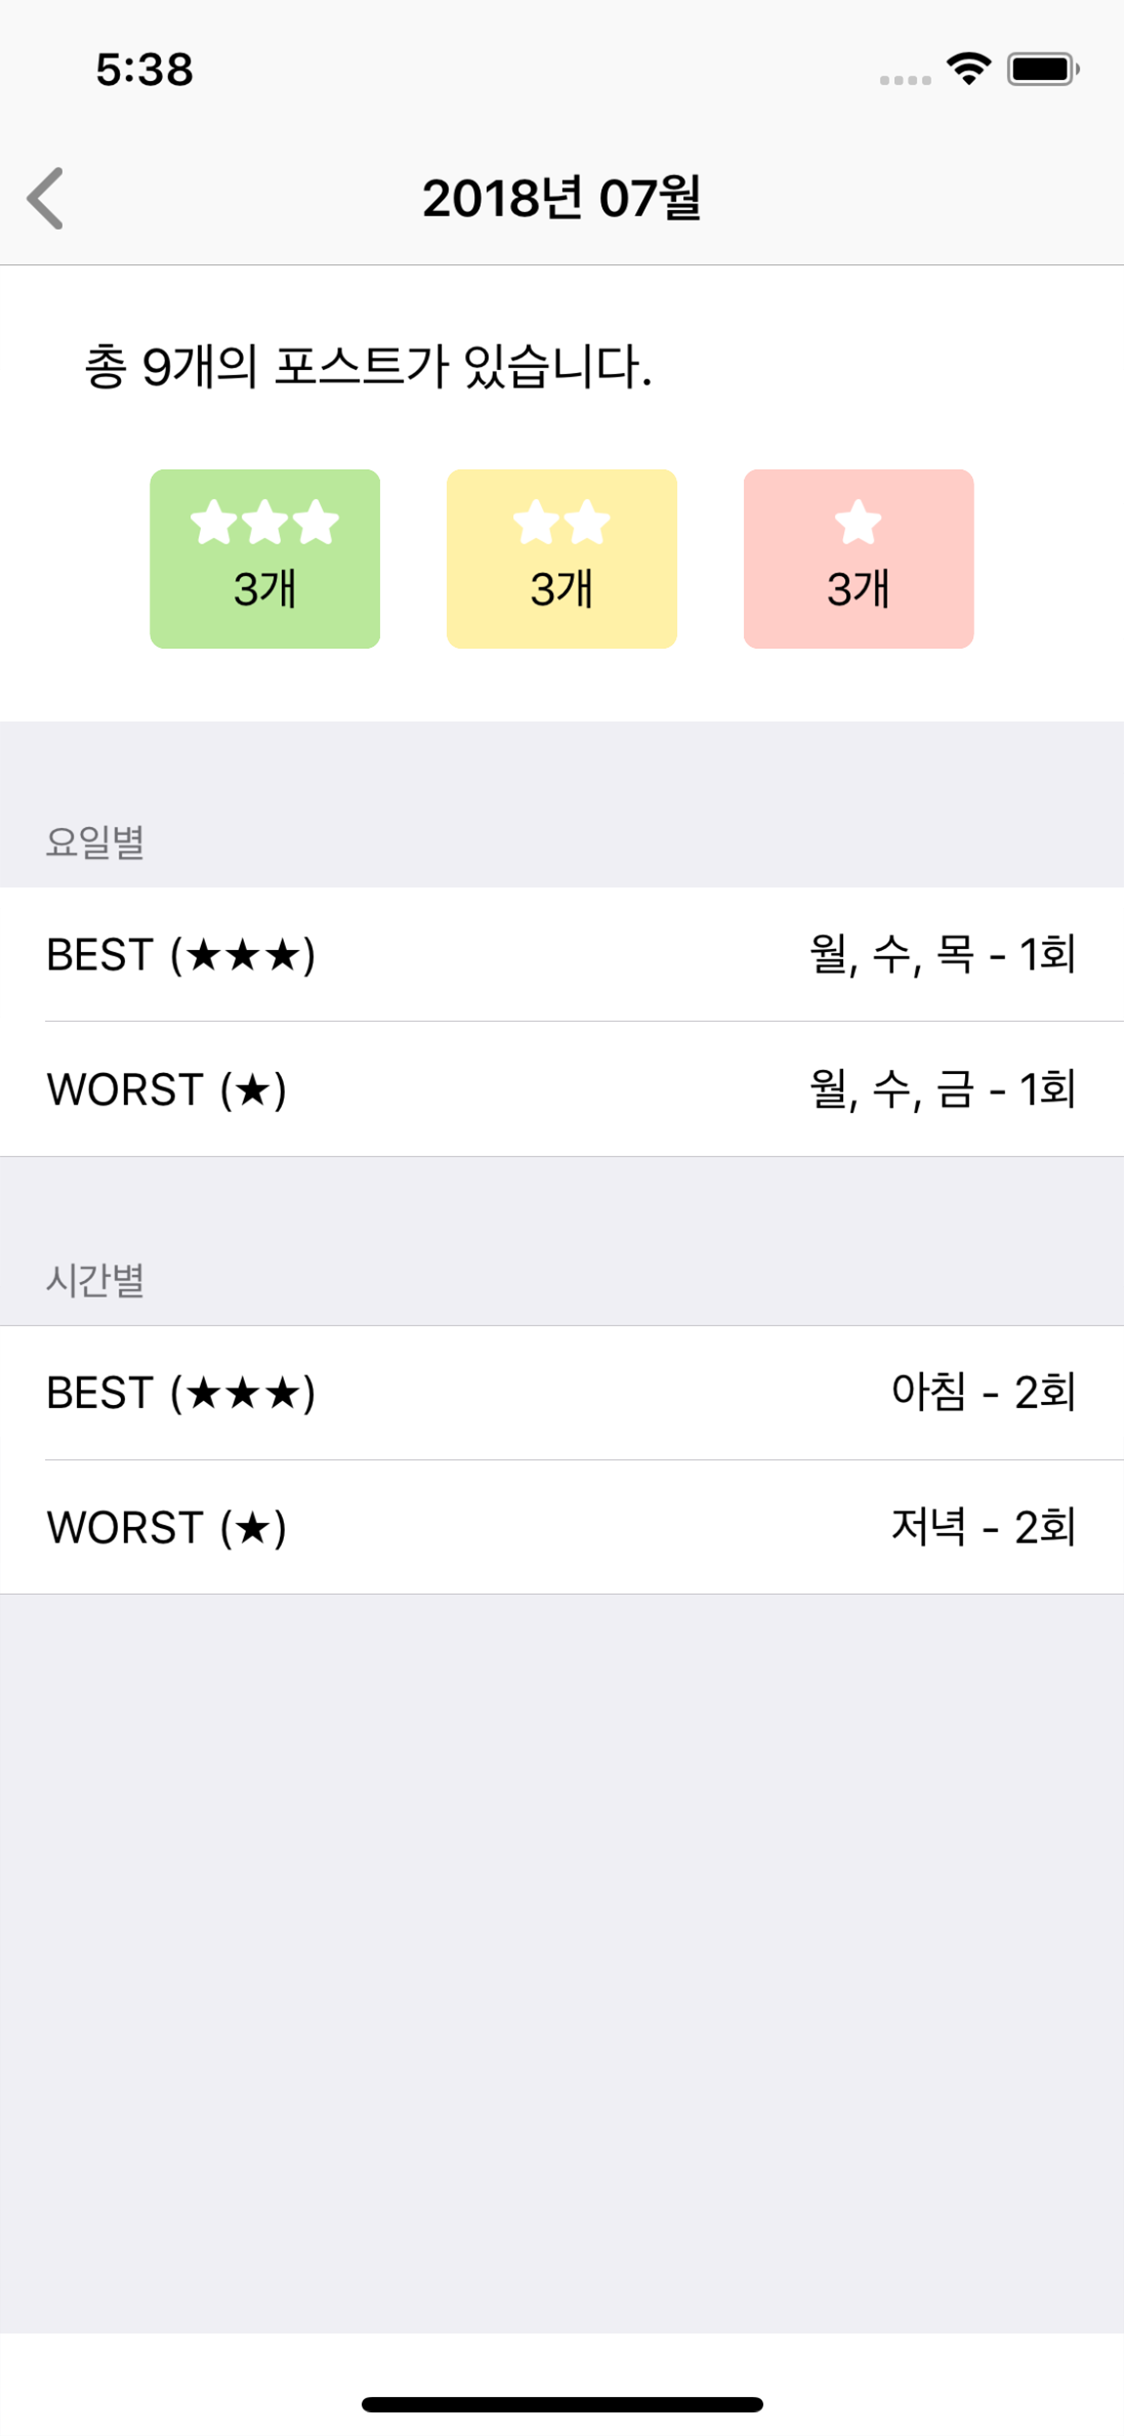 5:38
2018년 07월
총 9개의 포스트가 있습니다.
★★★ ★★ ★
3개 3개 3개
요일별
BEST (★★★) 월, 수, 목 - 1회
WORST (★) 월, 수, 금 - 1회
시간별
BEST (★★★) 아침 - 2회
WORST (★) 저녁 - 2회